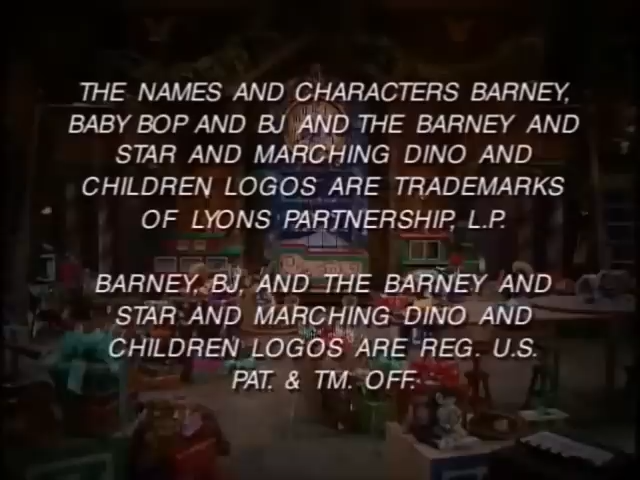 THE NAMES AND CHARACTERS BARNEY,
BABY BOP AND BJ AND THE BARNEY AND
STAR AND MARCHING DINO AND
CHILDREN LOGOS ARE TRADEMARKS
OF LYONS PARTNERSHIP, L.P.
BARNEY, BJ, AND THE BARNEY AND
STAR AND MARCHING DINO AND
CHILDREN LOGOS ARE REG. U.S.
PAT. & TM. OFF.